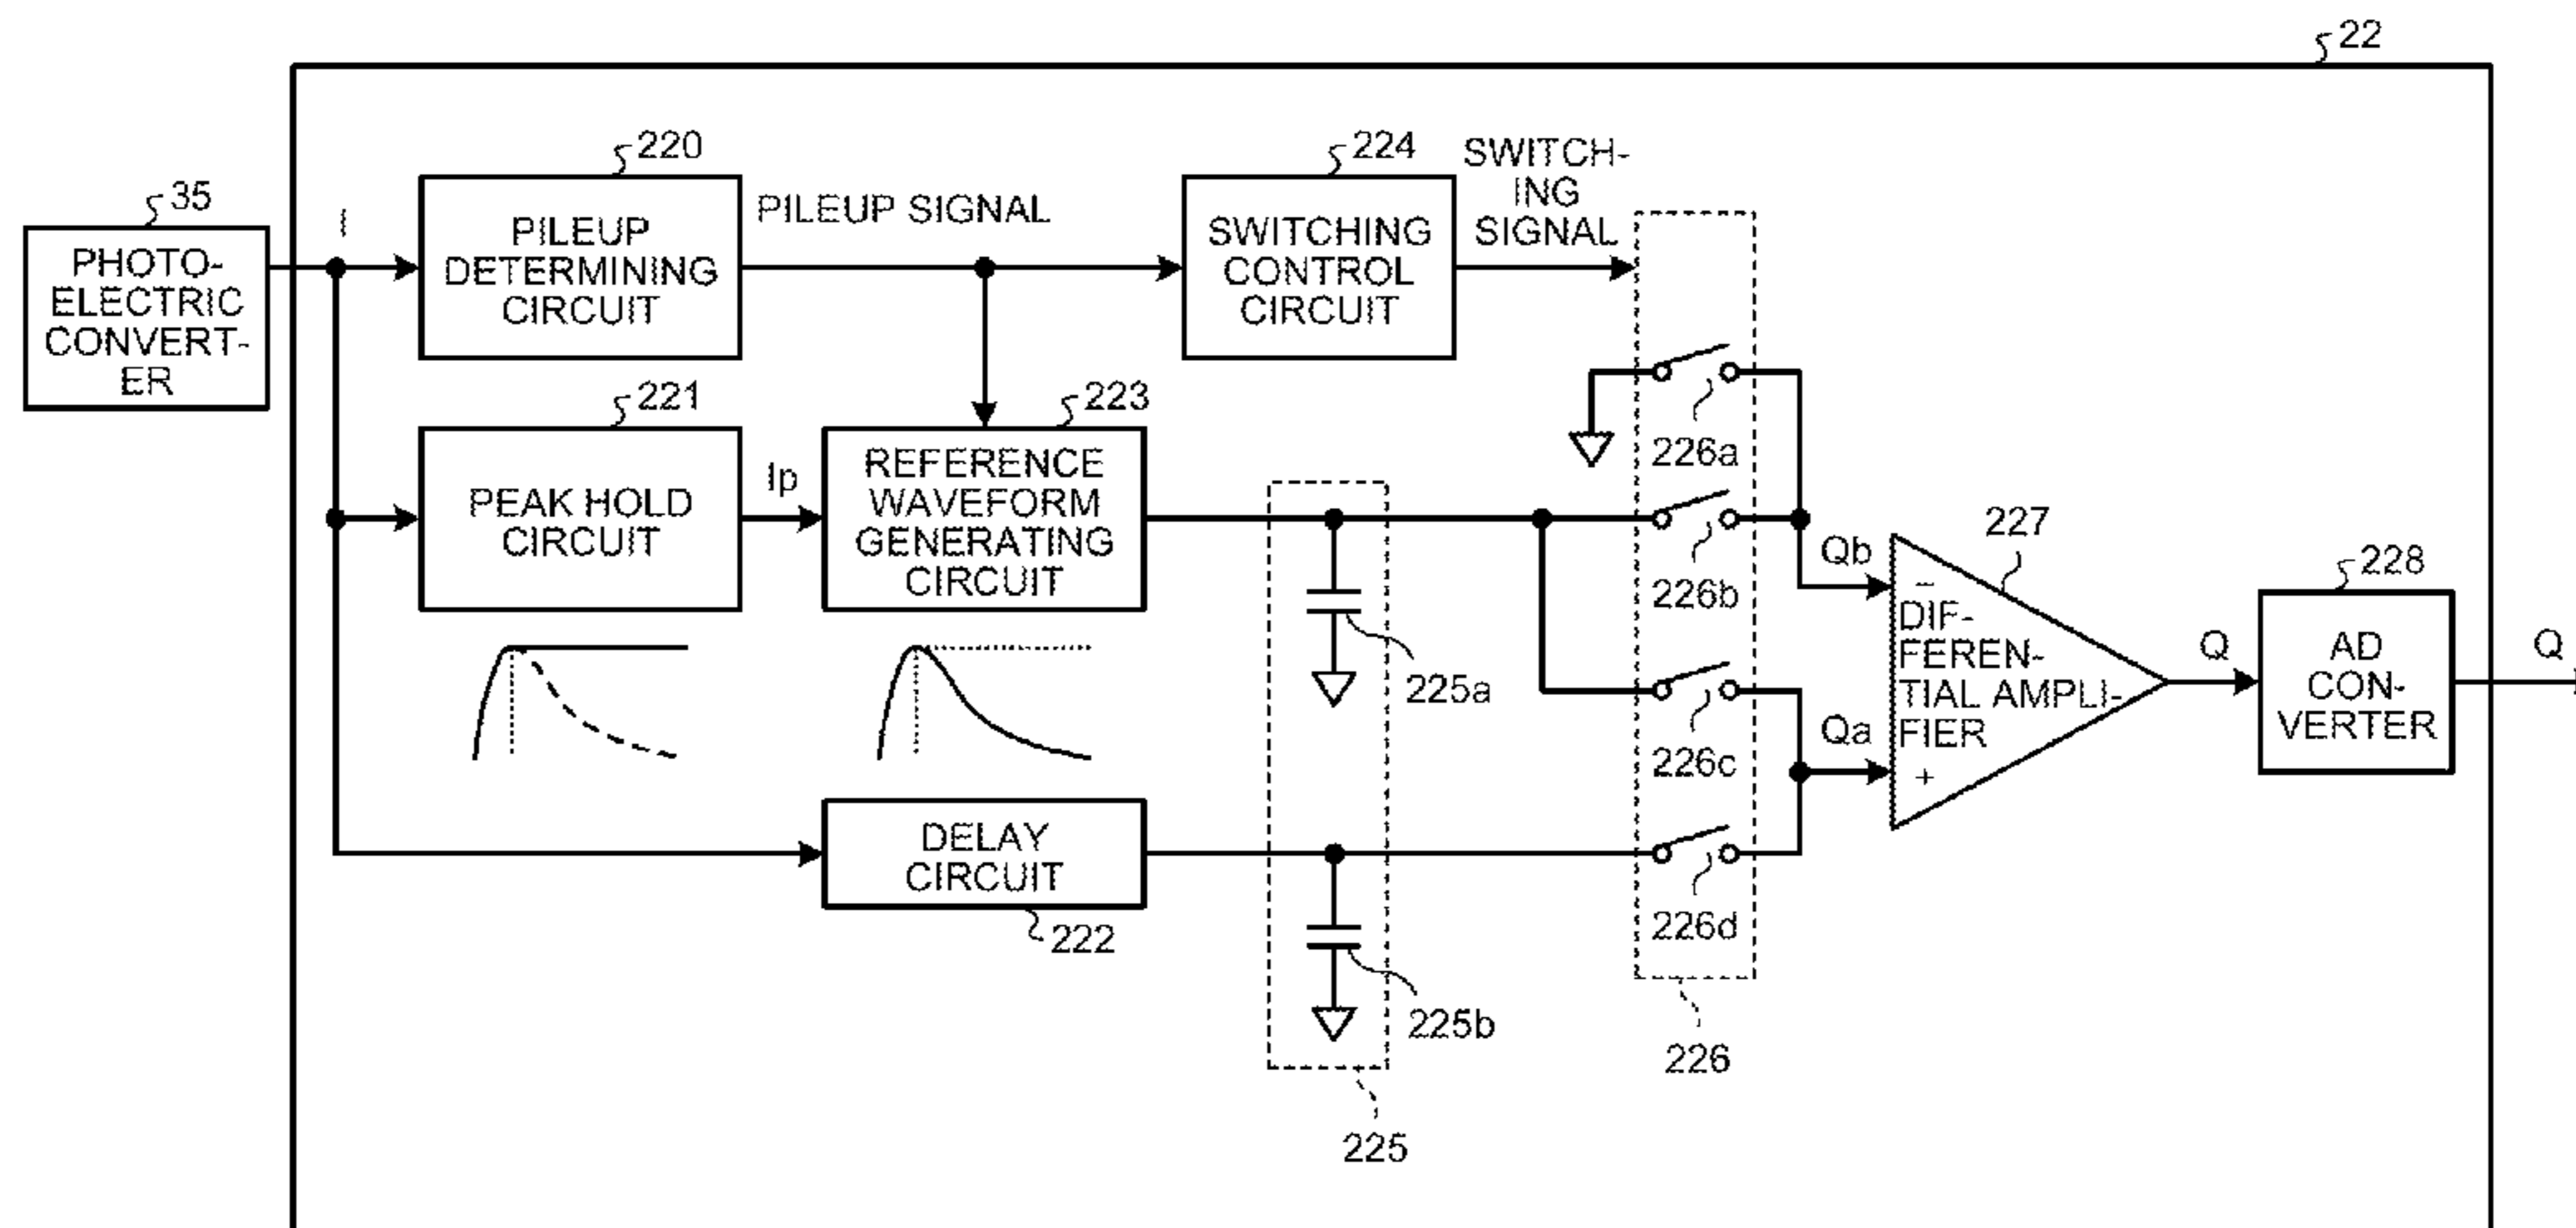 22
35
PHOTO-
ELECTRIC
CONVERT-
ER
I
220
PILEUP
DETERMINING
CIRCUIT
PILEUP SIGNAL
224
SWITCHING
CONTROL
CIRCUIT
SWITCH-
ING
SIGNAL
221
PEAK HOLD
CIRCUIT
Ip
223
REFERENCE
WAVEFORM
GENERATING
CIRCUIT
226a
226b
226c
226d
226
225a
225b
225
DELAY
CIRCUIT
222
Qb
Qa
227
−
DIF-
FEREN-
TIAL AMPLI-
FIER
+
Q
228
AD
CON-
VERTER
Q